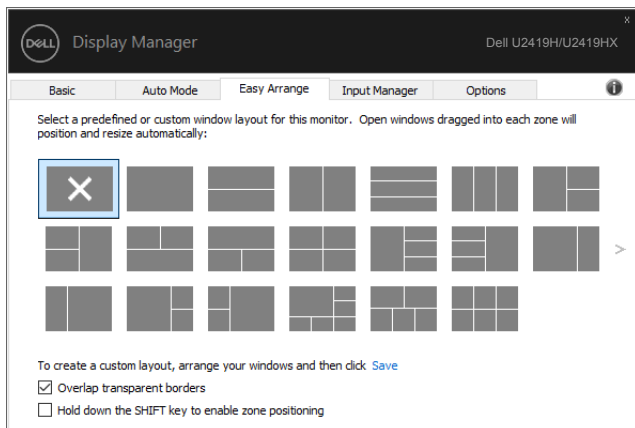 x
DELL Display Manager Dell U2419H/U2419HX
Basic Auto Mode Easy Arrange Input Manager Options i
Select a predefined or custom window layout for this monitor. Open windows dragged into each zone will
position and resize automatically:
>
To create a custom layout, arrange your windows and then click Save
Overlap transparent borders
Hold down the SHIFT key to enable zone positioning